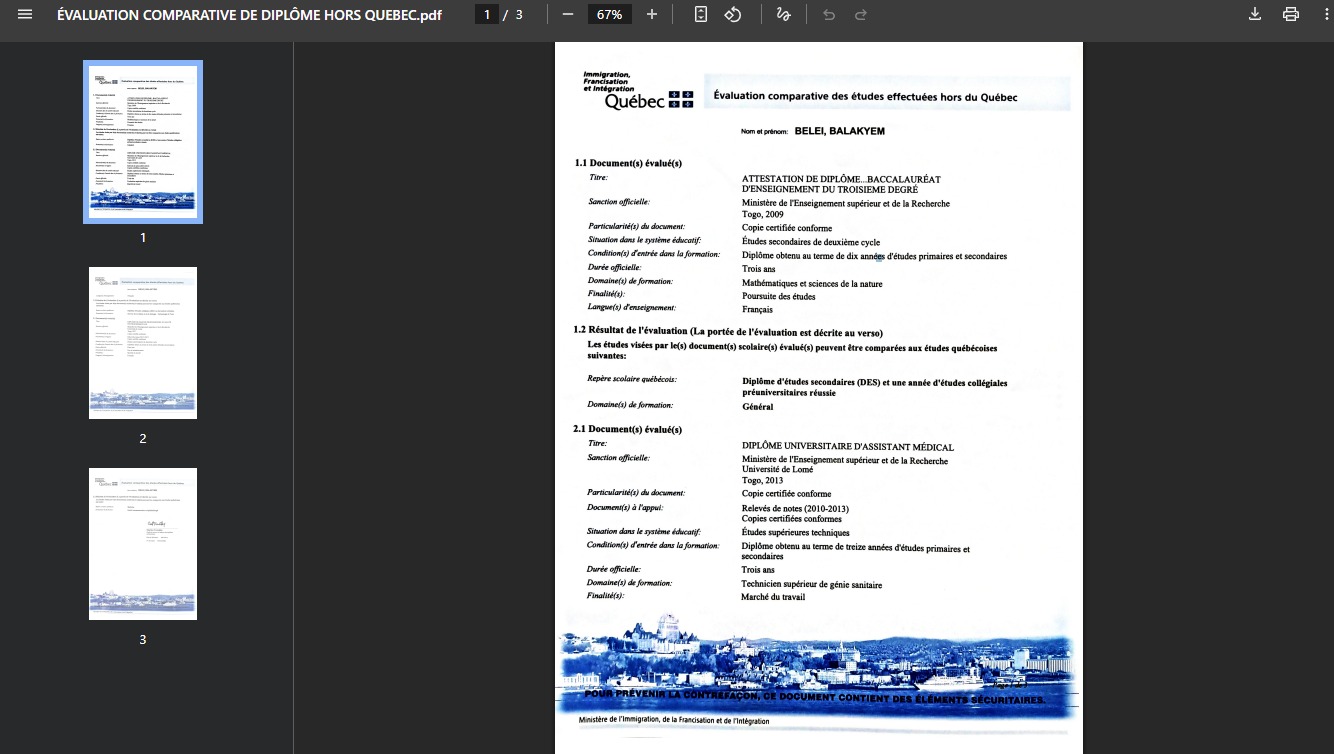 ÉVALUATION COMPARATIVE DE DIPLÔME HORS QUEBEC.pdf
1 / 3
67%
1
2
3
Immigration,
Francisation
et Intégration
Québec
Évaluation comparative des études effectuées hors du Québec
Nom et prénom: BELEI, BALAKYEM
1.1 Document(s) évalué(s)
Titre: ATTESTATION DE DIPLÔME...BACCALAURÉAT
D'ENSEIGNEMENT DU TROISIEME DEGRÉ
Sanction officielle: Ministère de l'Enseignement supérieur et de la Recherche
Togo, 2009
Particularité(s) du document: Copie certifiée conforme
Situation dans le système éducatif: Études secondaires de deuxième cycle
Condition(s) d'entrée dans la formation: Diplôme obtenu au terme de dix années d'études primaires et secondaires
Durée officielle: Trois ans
Domaine(s) de formation: Mathématiques et sciences de la nature
Finalité(s): Poursuite des études
Langue(s) d'enseignement: Français
1.2 Résultat de l'évaluation (La portée de l'évaluation est décrite au verso)
Les études visées par le(s) document(s) scolaire(s) évalué(s) peuvent être comparées aux études québécoises
suivantes:
Repère scolaire québécois: Diplôme d'études secondaires (DES) et une année d'études collégiales
préuniversitaires réussie
Domaine(s) de formation: Général
2.1 Document(s) évalué(s)
Titre: DIPLÔME UNIVERSITAIRE D'ASSISTANT MÉDICAL
Sanction officielle: Ministère de l'Enseignement supérieur et de la Recherche
Université de Lomé
Togo, 2013
Particularité(s) du document: Copie certifiée conforme
Document(s) à l'appui: Relevés de notes (2010-2013)
Copies certifiées conformes
Situation dans le système éducatif: Études supérieures techniques
Condition(s) d'entrée dans la formation: Diplôme obtenu au terme de treize années d'études primaires et
secondaires
Durée officielle: Trois ans
Domaine(s) de formation: Technicien supérieur de génie sanitaire
Finalité(s): Marché du travail
POUR PRÉVENIR LA CONTREFAÇON, CE DOCUMENT CONTIENT DES ÉLÉMENTS SÉCURITAIRES.
Ministère de l'Immigration, de la Francisation et de l'Intégration